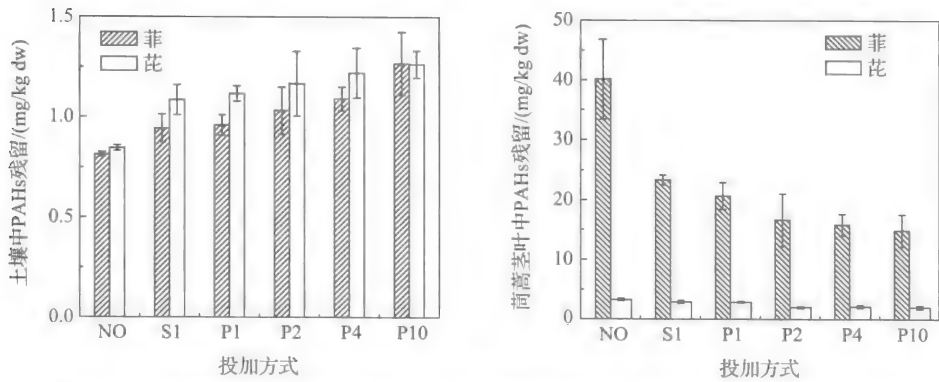 1.5
1.0
0.5
0.0
土壤中PAHs残留/(mg/kg dw)
菲
芘
NO S1 P1 P2 P4 P10
投加方式
50
40
30
20
10
0
茼蒿茎叶中PAHs残留/(mg/kg dw)
菲
芘
NO S1 P1 P2 P4 P10
投加方式